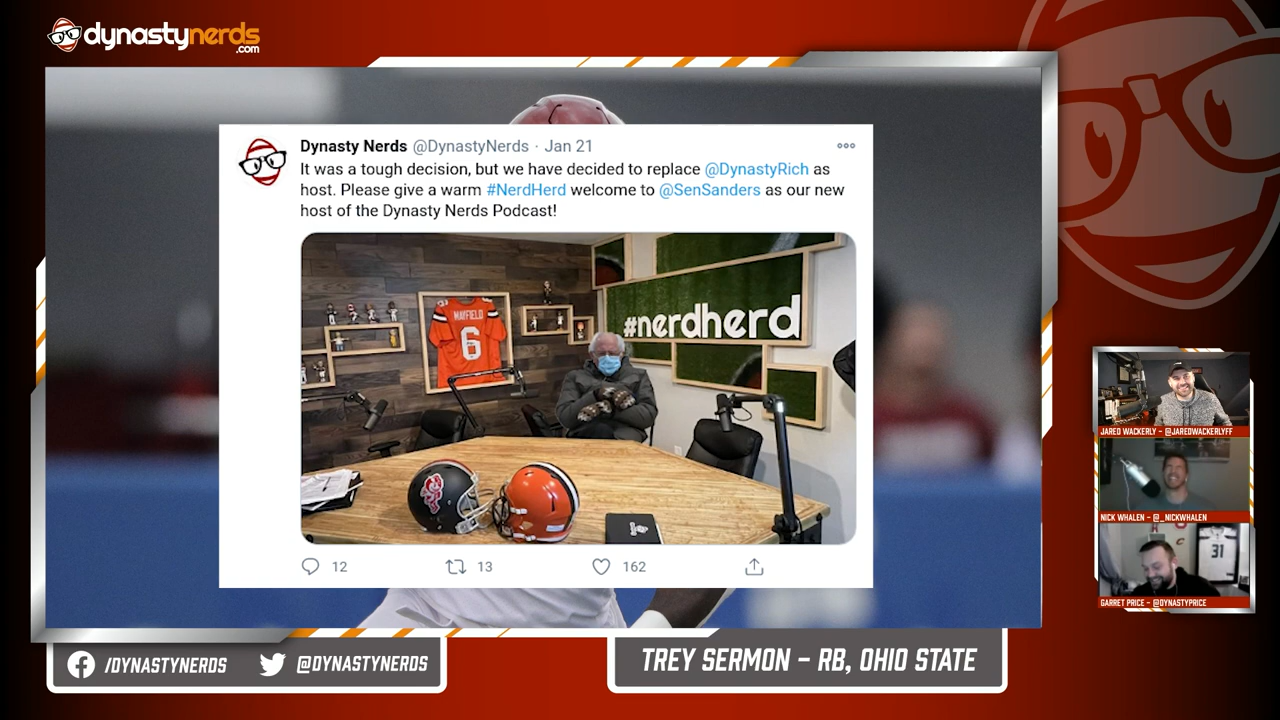 dynastynerds
.com
Dynasty Nerds @DynastyNerds · Jan 21
It was a tough decision, but we have decided to replace @DynastyRich as
host. Please give a warm #NerdHerd welcome to @SenSanders as our new
host of the Dynasty Nerds Podcast!
MAYFIELD
6
#nerdherd
12 13 162
31
JARED WACKERLY - @JAREDWACKERLYFF
NICK WHALEN - @_NICKWHALEN
GARRET PRICE - @DYNASTYPRICE
/DYNASTYNERDS @DYNASTYNERDS
TREY SERMON - RB, OHIO STATE